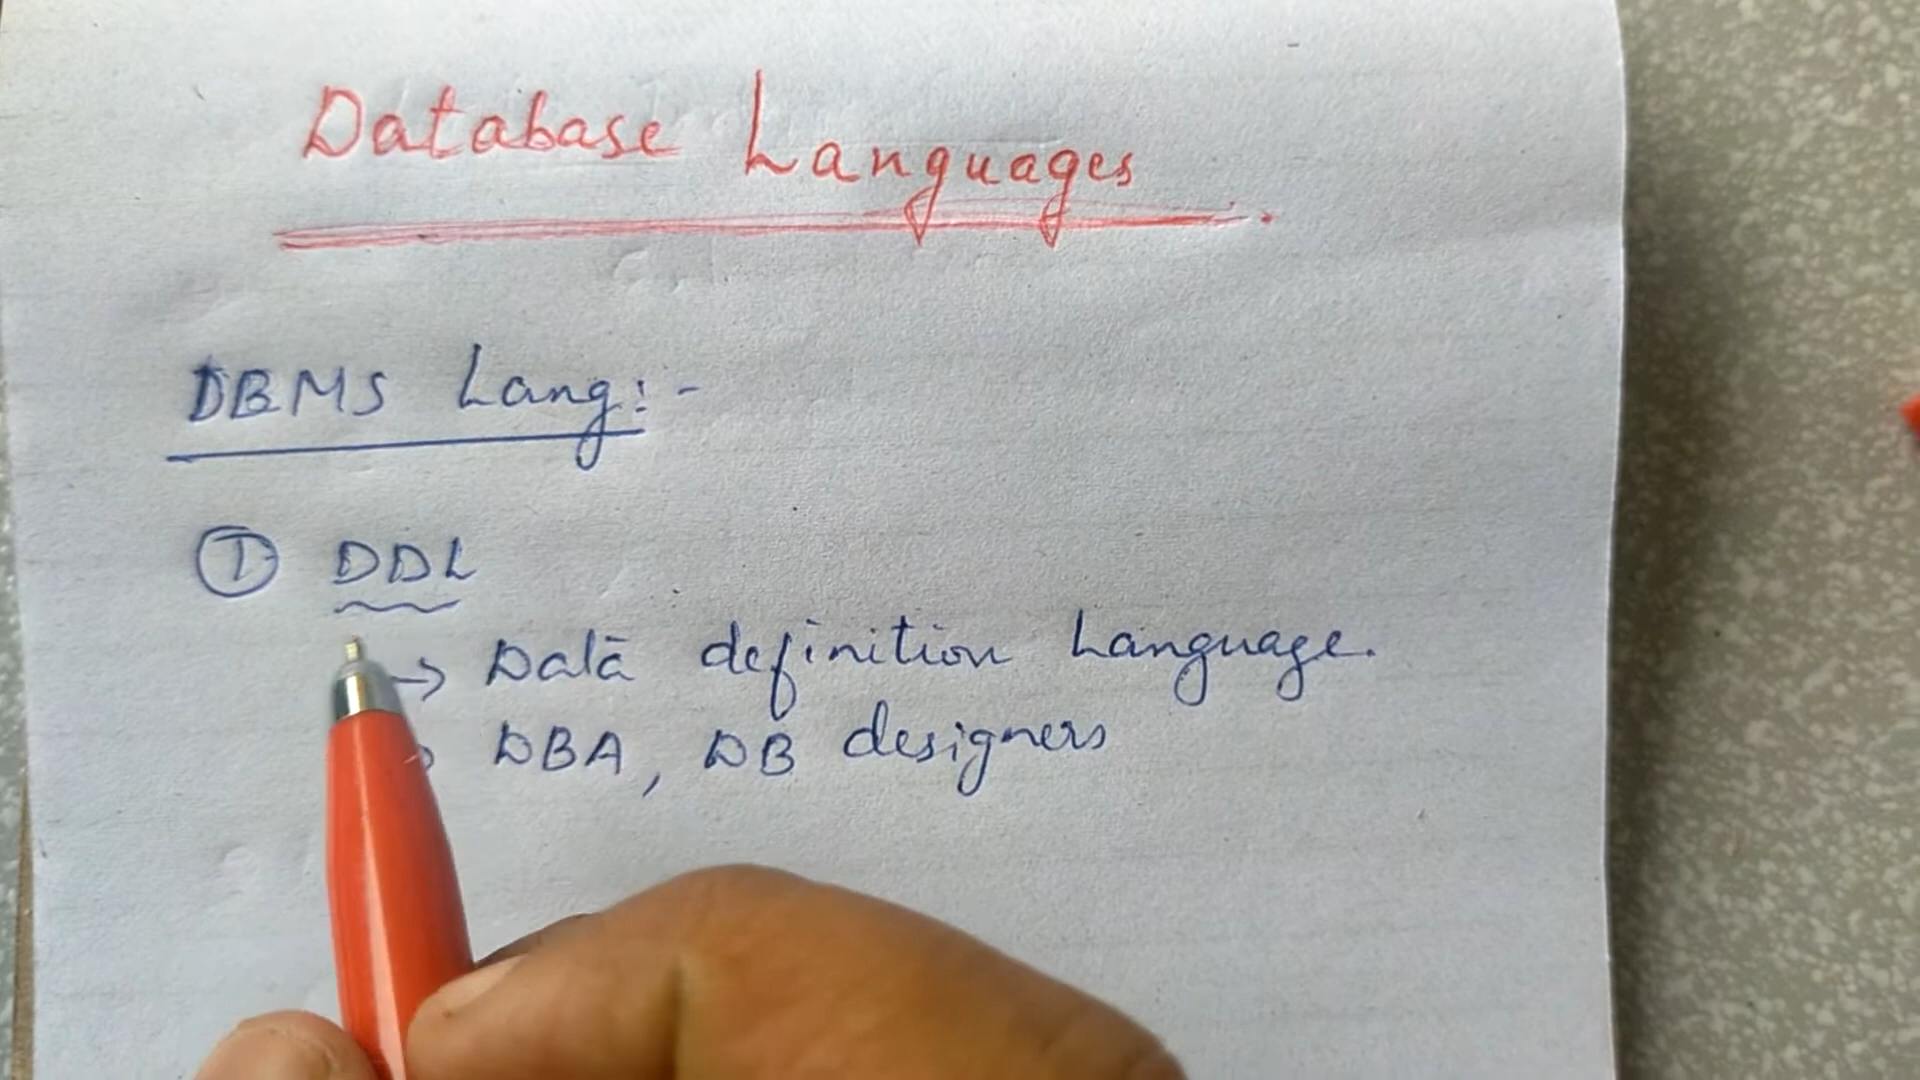 Database Languages.
DBMS Lang:-
① DDL
→ Data definition Language.
→ DBA, DB designers